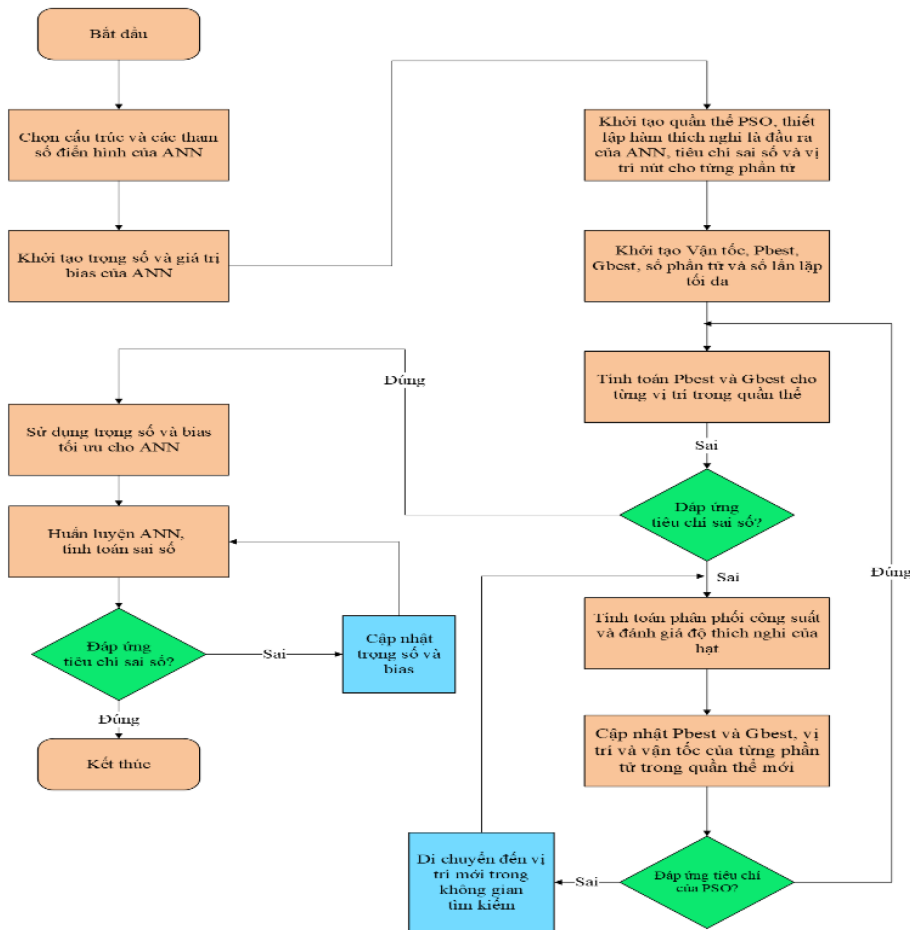 Bắt đầu
Chọn cấu trúc và các tham
số điển hình của ANN
Khởi tạo trọng số và giá trị
bias của ANN
Khởi tạo quần thể PSO, thiết
lập hàm thích nghi là đầu ra
của ANN, tiêu chí sai số và vị
trí nút cho từng phần tử
Khởi tạo Vận tốc, Pbest,
Gbest, số phần tử và số lần lặp
tối đa
Tính toán Pbest và Gbest cho
từng vị trí trong quần thể
Sai
Đáp ứng
tiêu chí sai số?
Đúng
Sai
Tính toán phân phối công suất
và đánh giá độ thích nghi của
hạt
Cập nhật Pbest và Gbest, vị
trí và vận tốc của từng phần
tử trong quần thể mới
Đáp ứng tiêu chí
của PSO?
Đúng
Sai
Di chuyển đến vị
trí mới trong
không gian
tìm kiếm
Sử dụng trọng số và bias
tối ưu cho ANN
Huấn luyện ANN,
tính toán sai số
Đáp ứng
tiêu chí sai số?
Sai
Cập nhật
trọng số và
bias
Đúng
Kết thúc